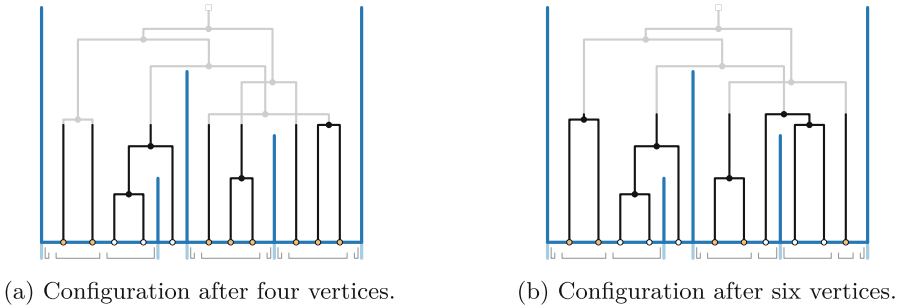 (a) Configuration after four vertices.
(b) Configuration after six vertices.